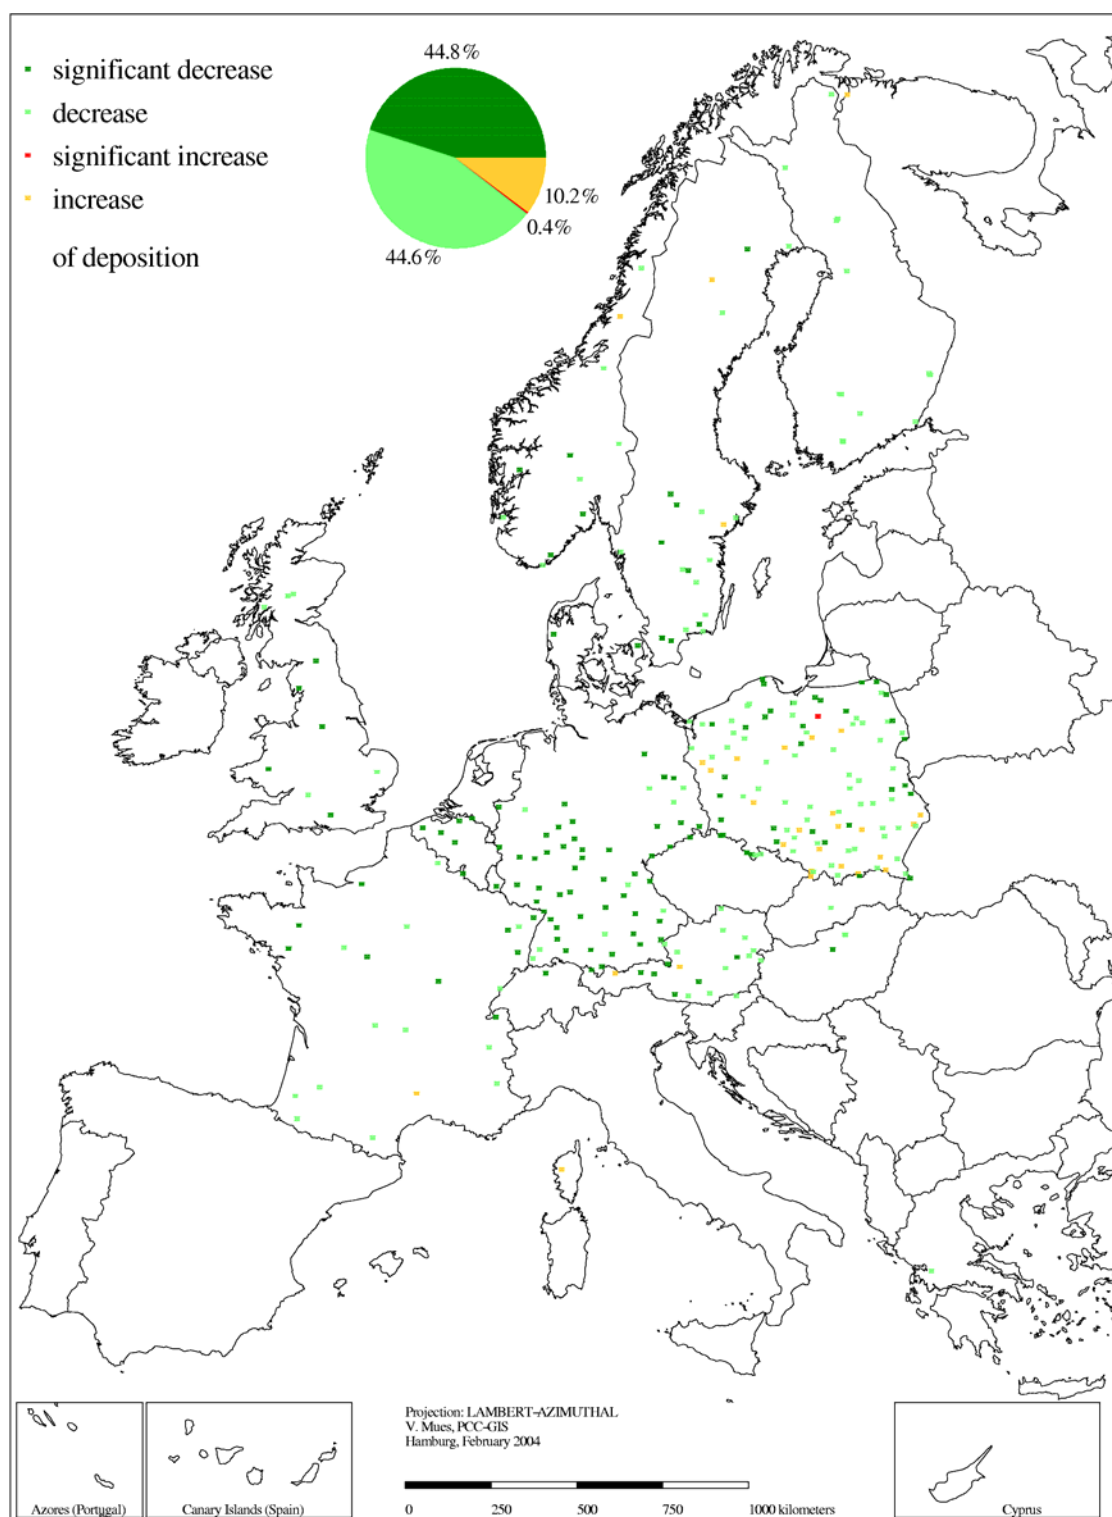 44.8%
significant decrease
decrease
significant increase
increase
10.2%
0.4%
44.6%
of deposition
Projection: LAMBERT-AZIMUTHAL
V. Mues, PCC-GIS
Hamburg, February 2004
Azores (Portugal)
Canary Islands (Spain)
0 250 500 750 1000 kilometers
Cyprus